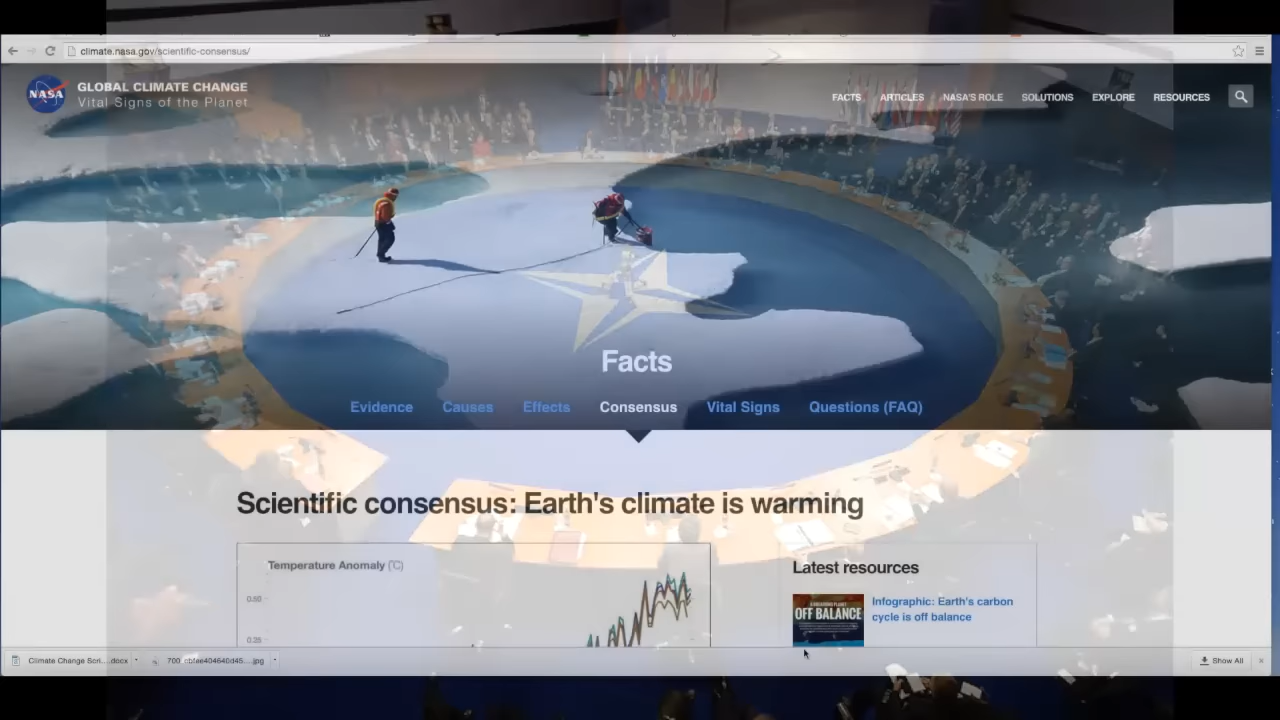 climate.nasa.gov/scientific-consensus/
NASA
GLOBAL CLIMATE CHANGE
Vital Signs of the Planet
FACTS ARTICLES NASA'S ROLE SOLUTIONS EXPLORE RESOURCES
Facts
Evidence Causes Effects Consensus Vital Signs Questions (FAQ)
Scientific consensus: Earth's climate is warming
Temperature Anomaly (°C)
0.50
0.25
Latest resources
OFF BALANCE
Infographic: Earth's carbon
cycle is off balance
Climate Change Scri....docx
Show All